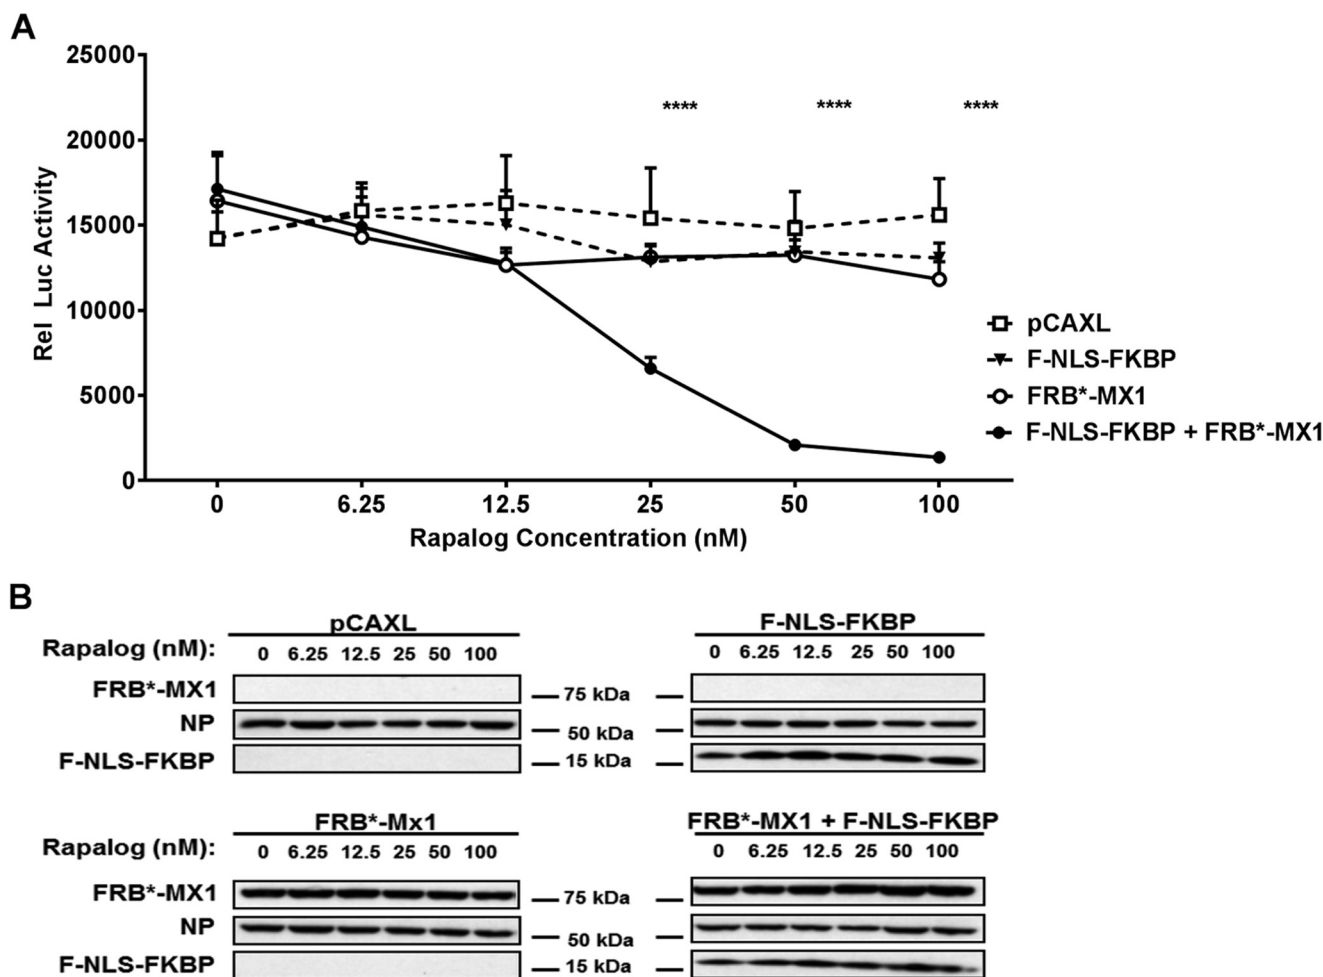 A
25000
20000
15000
10000
5000
0
Rel Luc Activity
**** **** ****
0 6.25 12.5 25 50 100
Rapalog Concentration (nM)
pCAXL
F-NLS-FKBP
FRB*-MX1
F-NLS-FKBP + FRB*-MX1
B
pCAXL
Rapalog (nM): 0 6.25 12.5 25 50 100
FRB*-MX1
NP
F-NLS-FKBP
75 kDa
50 kDa
15 kDa
F-NLS-FKBP
0 6.25 12.5 25 50 100
FRB*-Mx1
Rapalog (nM): 0 6.25 12.5 25 50 100
FRB*-MX1
NP
F-NLS-FKBP
75 kDa
50 kDa
15 kDa
FRB*-MX1 + F-NLS-FKBP
0 6.25 12.5 25 50 100